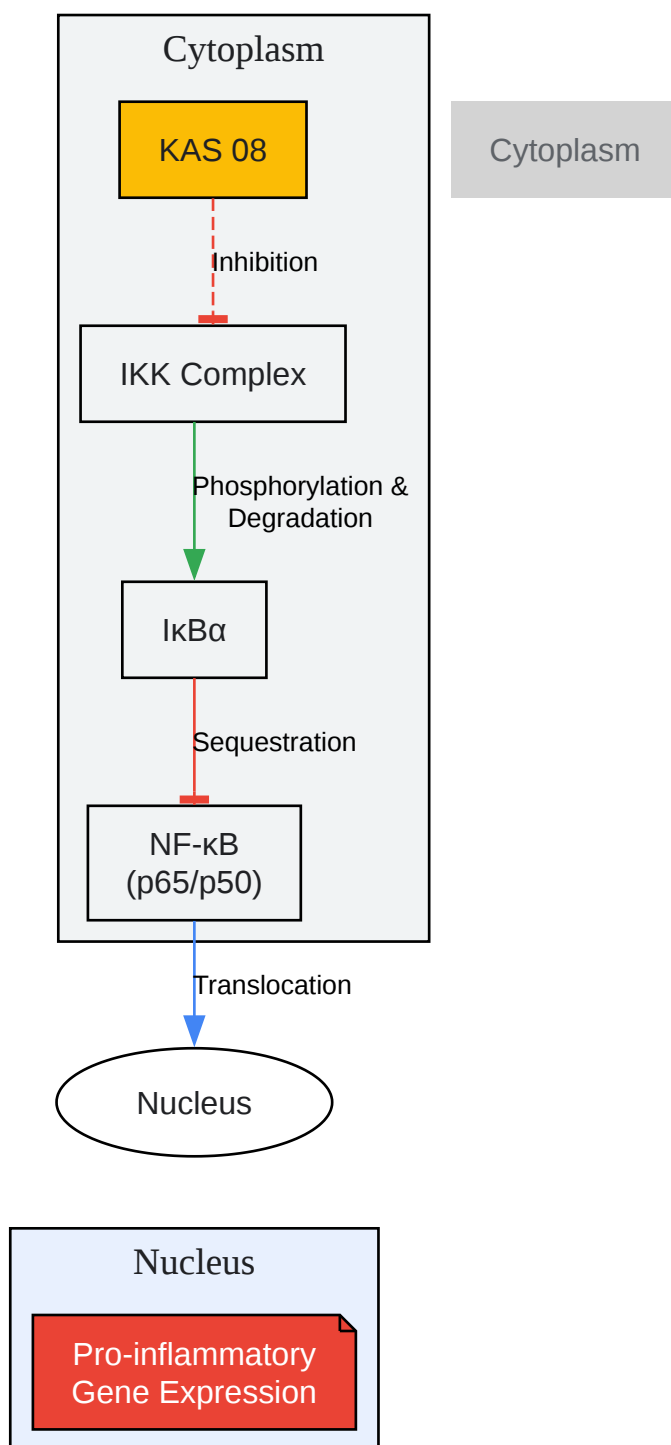 Cytoplasm
KAS 08
Cytoplasm
Inhibition
IKK Complex
Phosphorylation &
Degradation
IκBα
Sequestration
NF-κB
(p65/p50)
Translocation
Nucleus
Nucleus
Pro-inflammatory
Gene Expression